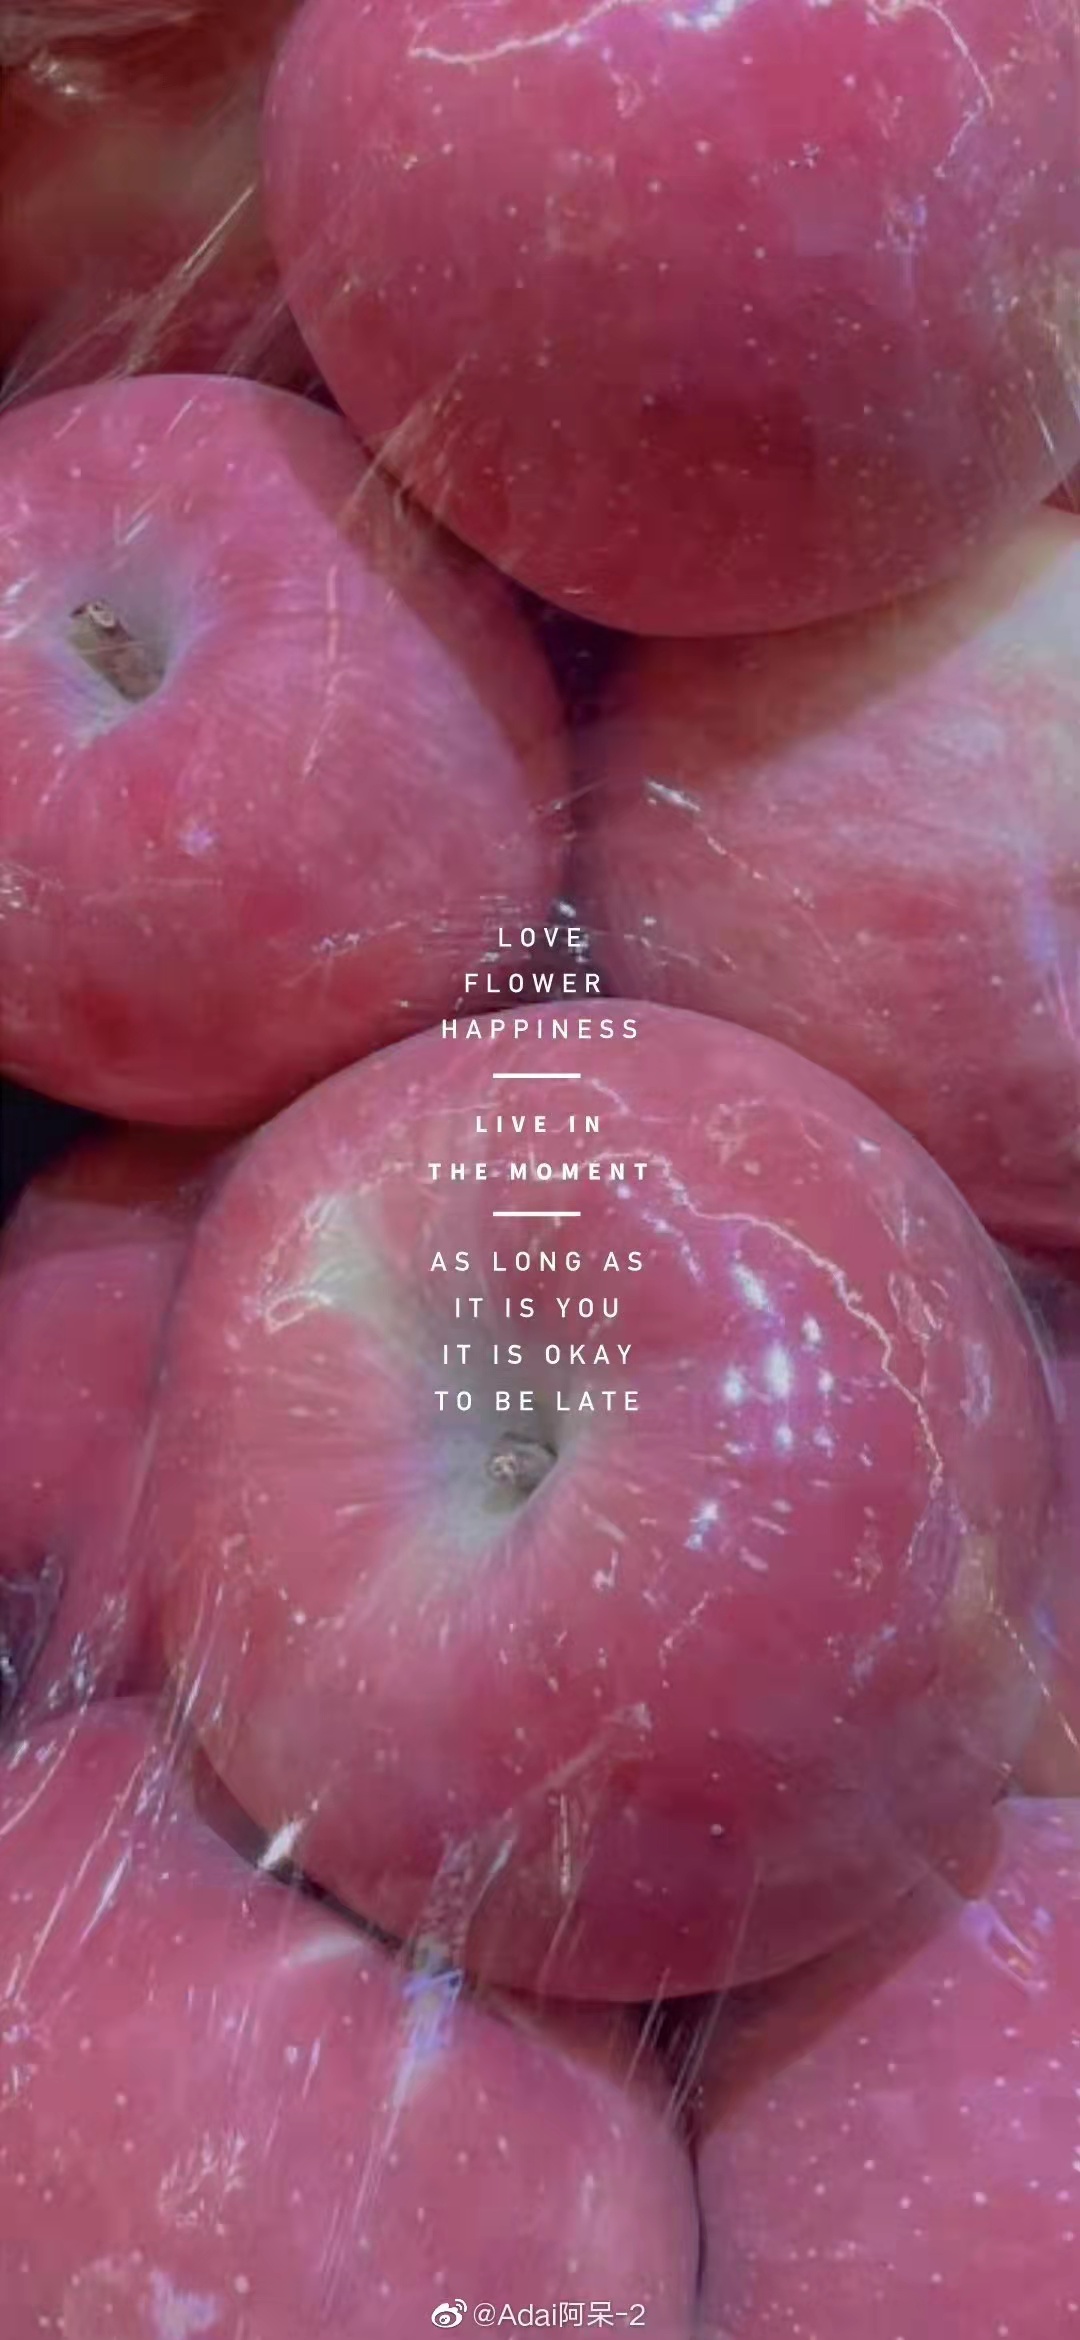 LOVE
FLOWER
HAPPINESS
LIVE IN
THE MOMENT
AS LONG AS
IT IS YOU
IT IS OKAY
TO BE LATE
@Adai阿呆-2